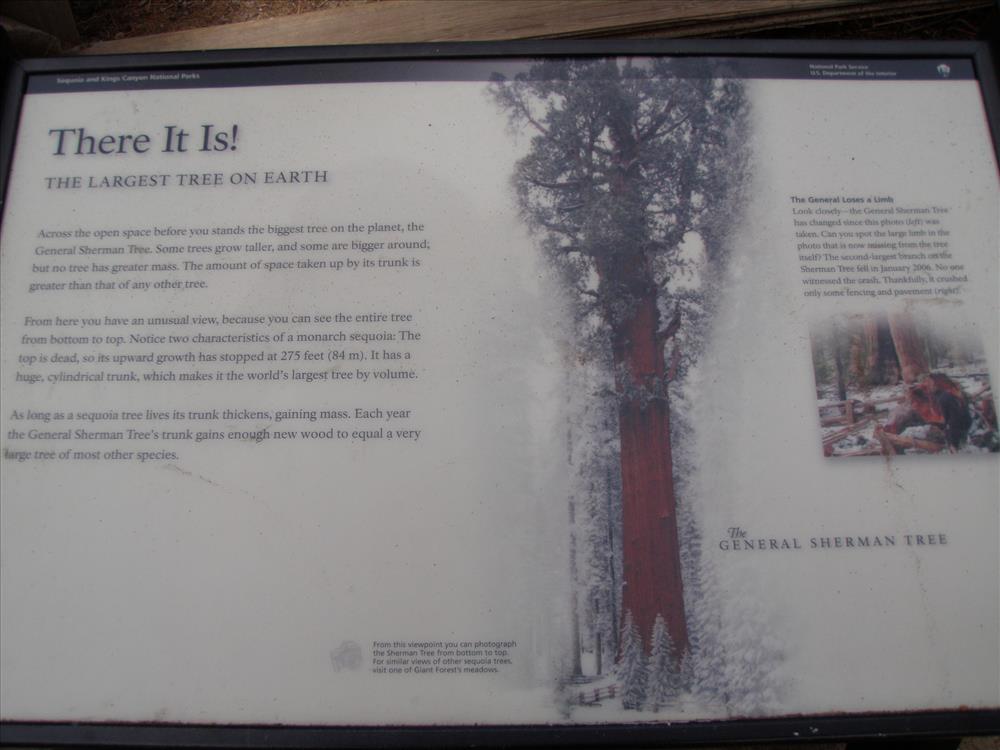 Sequoia and Kings Canyon National Parks
National Park Service
U.S. Department of the Interior
There It Is!
THE LARGEST TREE ON EARTH
Across the open space before you stands the biggest tree on the planet, the
General Sherman Tree. Some trees grow taller, and some are bigger around;
but no tree has greater mass. The amount of space taken up by its trunk is
greater than that of any other tree.
From here you have an unusual view, because you can see the entire tree
from bottom to top. Notice two characteristics of a monarch sequoia: The
top is dead, so its upward growth has stopped at 275 feet (84 m). It has a
huge, cylindrical trunk, which makes it the world's largest tree by volume.
As long as a sequoia tree lives its trunk thickens, gaining mass. Each year
the General Sherman Tree's trunk gains enough new wood to equal a very
large tree of most other species.
The General Loses a Limb
Look closely—the General Sherman Tree
has changed since this photo (left) was
taken. Can you spot the large limb in the
photo that is now missing from the tree
itself? The second-largest branch on the
Sherman Tree fell in January 2006. No one
witnessed the crash. Thankfully, it crushed
only some fencing and pavement (right).
The
GENERAL SHERMAN TREE
From this viewpoint you can photograph
the Sherman Tree from bottom to top.
For similar views of other sequoia trees,
visit one of Giant Forest's meadows.